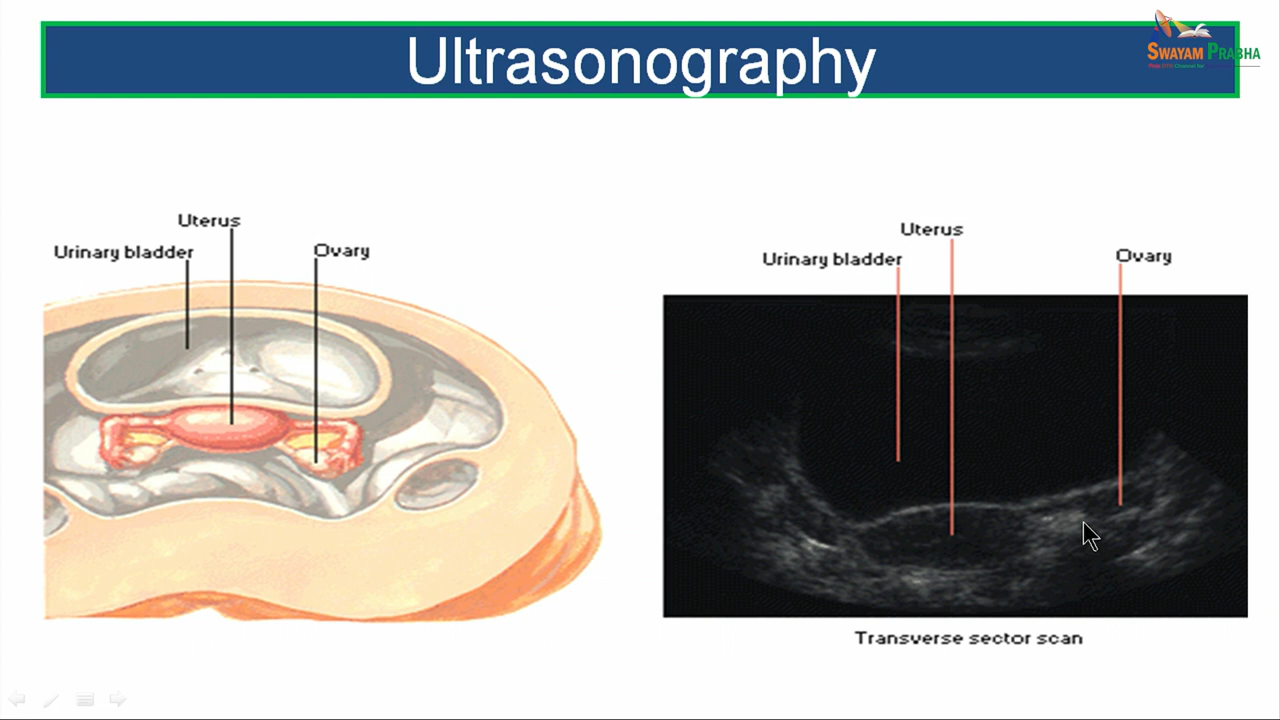 Ultrasonography
SWAYAM PRABHA
Uterus
Urinary bladder
Ovary
Uterus
Urinary bladder
Ovary
Transverse sector scan